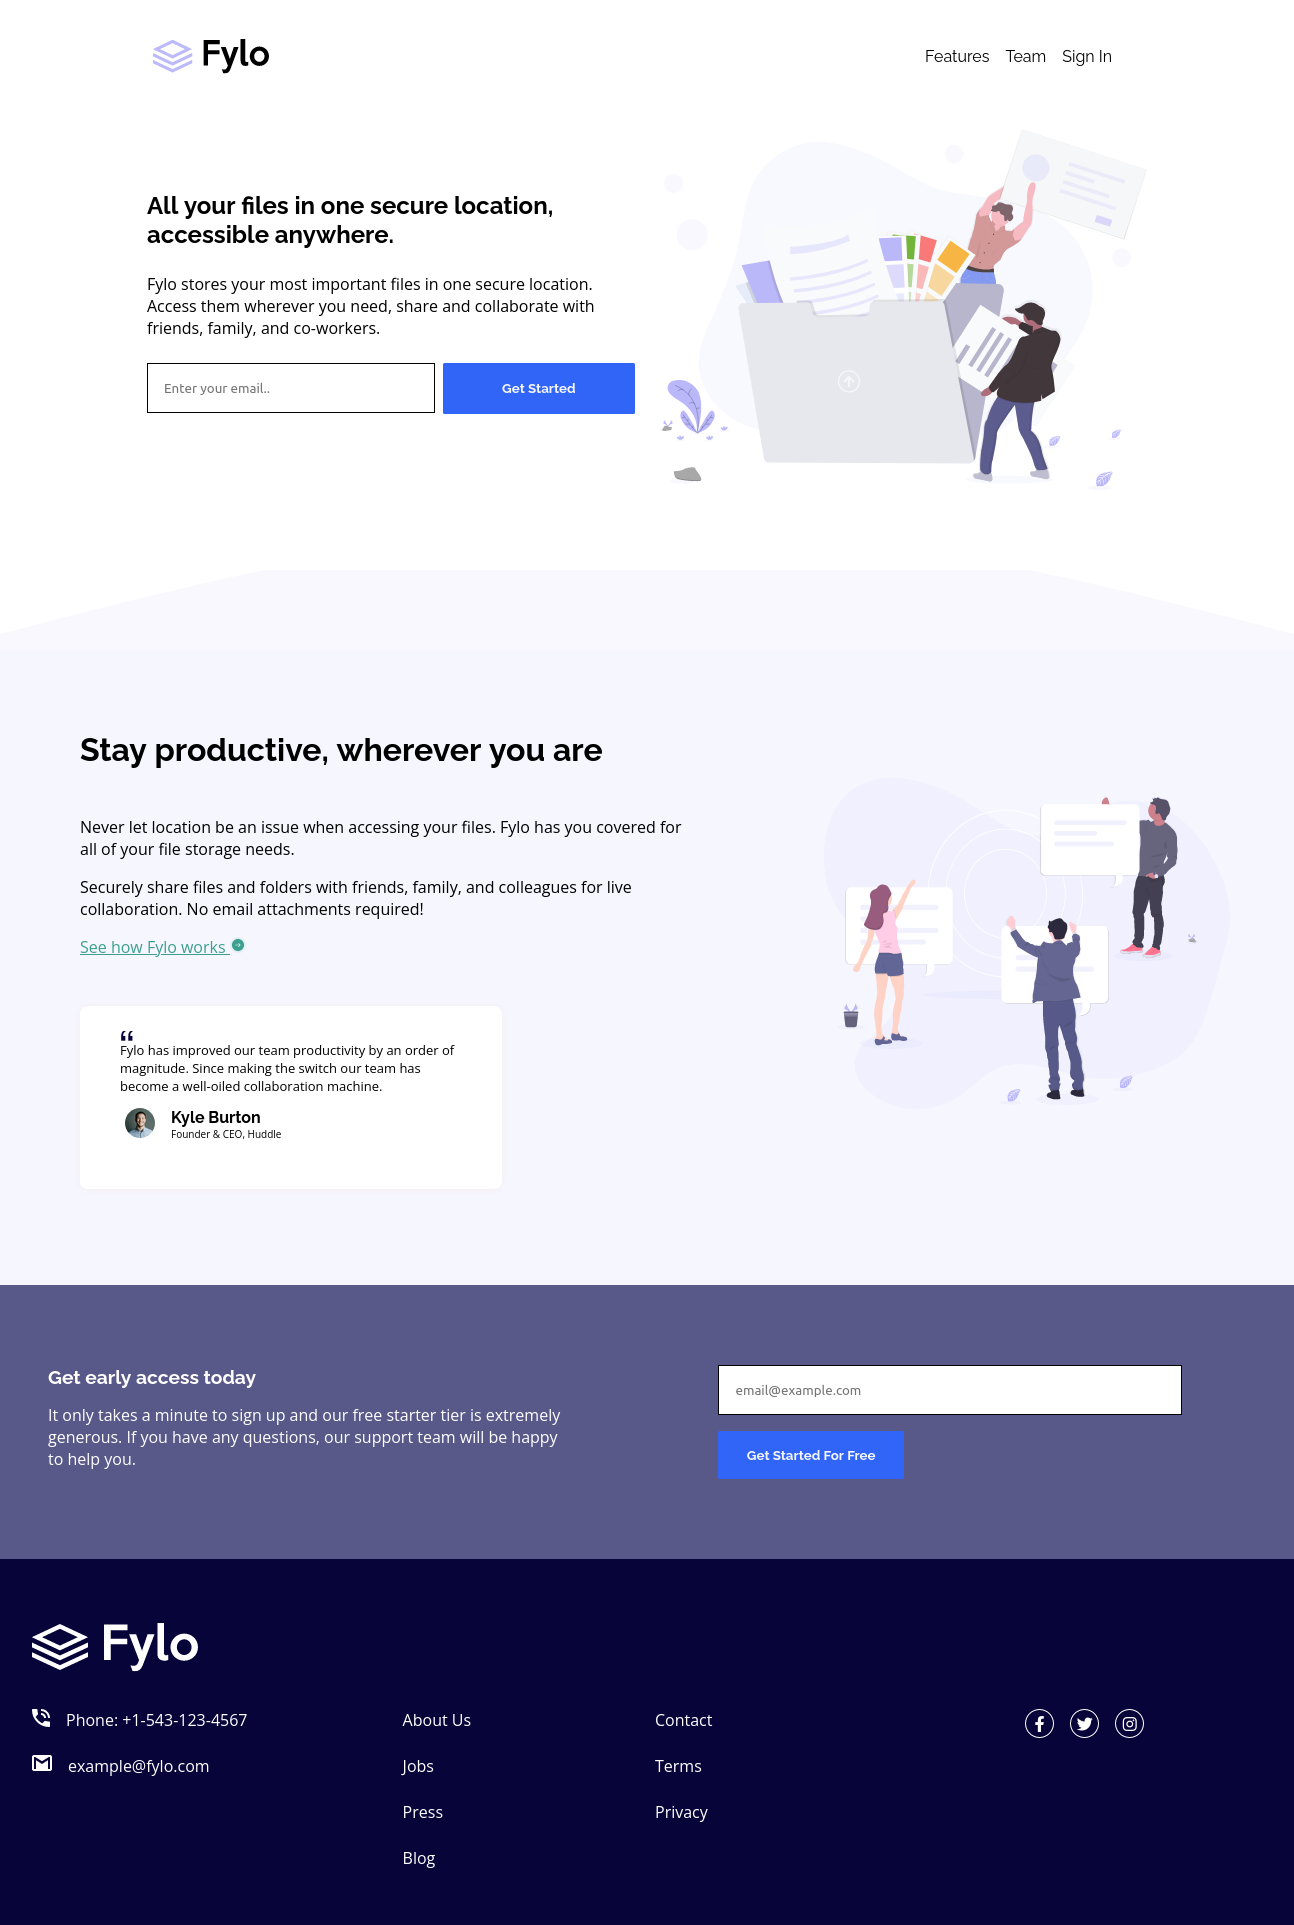 Fylo
Features Team Sign In
All your files in one secure location,
accessible anywhere.
Fylo stores your most important files in one secure location.
Access them wherever you need, share and collaborate with
friends, family, and co-workers.
Enter your email..
Get Started
Stay productive, wherever you are
Never let location be an issue when accessing your files. Fylo has you covered for
all of your file storage needs.
Securely share files and folders with friends, family, and colleagues for live
collaboration. No email attachments required!
See how Fylo works
“
Fylo has improved our team productivity by an order of
magnitude. Since making the switch our team has
become a well-oiled collaboration machine.
Kyle Burton
Founder & CEO, Huddle
Get early access today
It only takes a minute to sign up and our free starter tier is extremely
generous. If you have any questions, our support team will be happy
to help you.
email@example.com
Get Started For Free
Fylo
Phone: +1-543-123-4567
example@fylo.com
About Us
Jobs
Press
Blog
Contact
Terms
Privacy